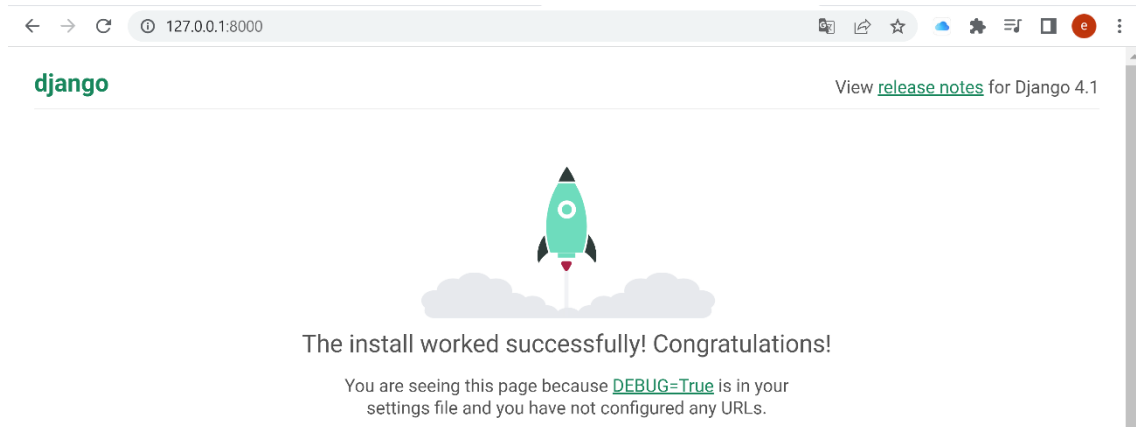 127.0.0.1:8000
e
django
View release notes for Django 4.1
The install worked successfully! Congratulations!
You are seeing this page because DEBUG=True is in your
settings file and you have not configured any URLs.